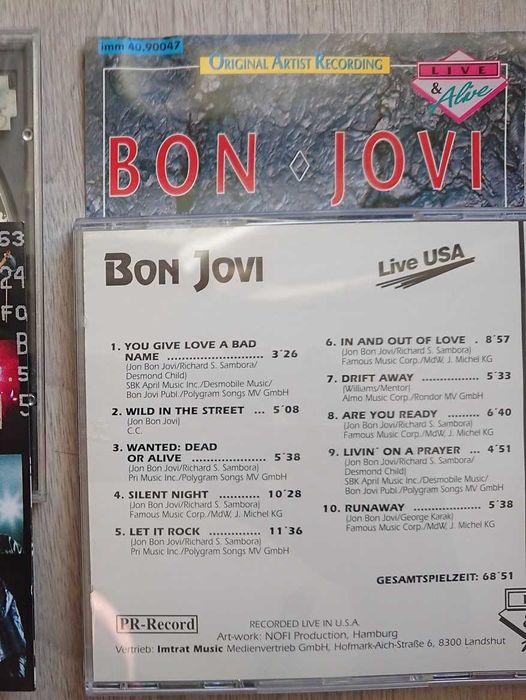 imm 40.90047
ORIGINAL ARTIST RECORDING
LIVE
& Alive
BON ◊ JOVI
63
24
FO
B
.5
5
BON JOVI
Live USA
1. YOU GIVE LOVE A BAD
NAME ........................ 3´26
(Jon Bon Jovi/Richard S. Sambora/
Desmond Child)
SBK April Music Inc./Desmobile Music/
Bon Jovi Publ./Polygram Songs MV GmbH
2. WILD IN THE STREET ... 5´08
(Jon Bon Jovi)
C.C.
3. WANTED: DEAD
OR ALIVE ..................... 5´38
(Jon Bon Jovi/Richard S. Sambora)
Pri Music Inc./Polygram Songs MV GmbH
4. SILENT NIGHT ......... 10´28
(Jon Bon Jovi/Richard S. Sambora)
Famous Music Corp./MdW, J. Michel KG
5. LET IT ROCK .............. 11´36
(Jon Bon Jovi/Richard S. Sambora)
Pri Music Inc./Polygram Songs MV GmbH
6. IN AND OUT OF LOVE . 8´57
(Jon Bon Jovi/Richard S. Sambora)
Famous Music Corp./MdW, J. Michel KG
7. DRIFT AWAY .............. 5´33
(Williams/Mentor)
Almo Music Corp./Rondor MV GmbH
8. ARE YOU READY ......... 6´40
(Jon Bon Jovi/Richard S. Sambora)
Famous Music Corp./MdW, J. Michel KG
9. LIVIN´ ON A PRAYER .. 4´51
(Jon Bon Jovi/Richard S. Sambora/
Desmond Child)
SBK April Music Inc./Desmobile Music/
Bon Jovi Publ./Polygram Songs MV GmbH
10. RUNAWAY ................ 5´38
(Jon Bon Jovi/George Karak)
Famous Music Corp./MdW, J. Michel KG
GESAMTSPIELZEIT: 68´51
PR-Record
RECORDED LIVE IN U.S.A.
Art-work: NOFI Production, Hamburg
Vertrieb: Imtrat Music Medienvertrieb GmbH, Hofmark-Aich-Straße 6, 8300 Landshut